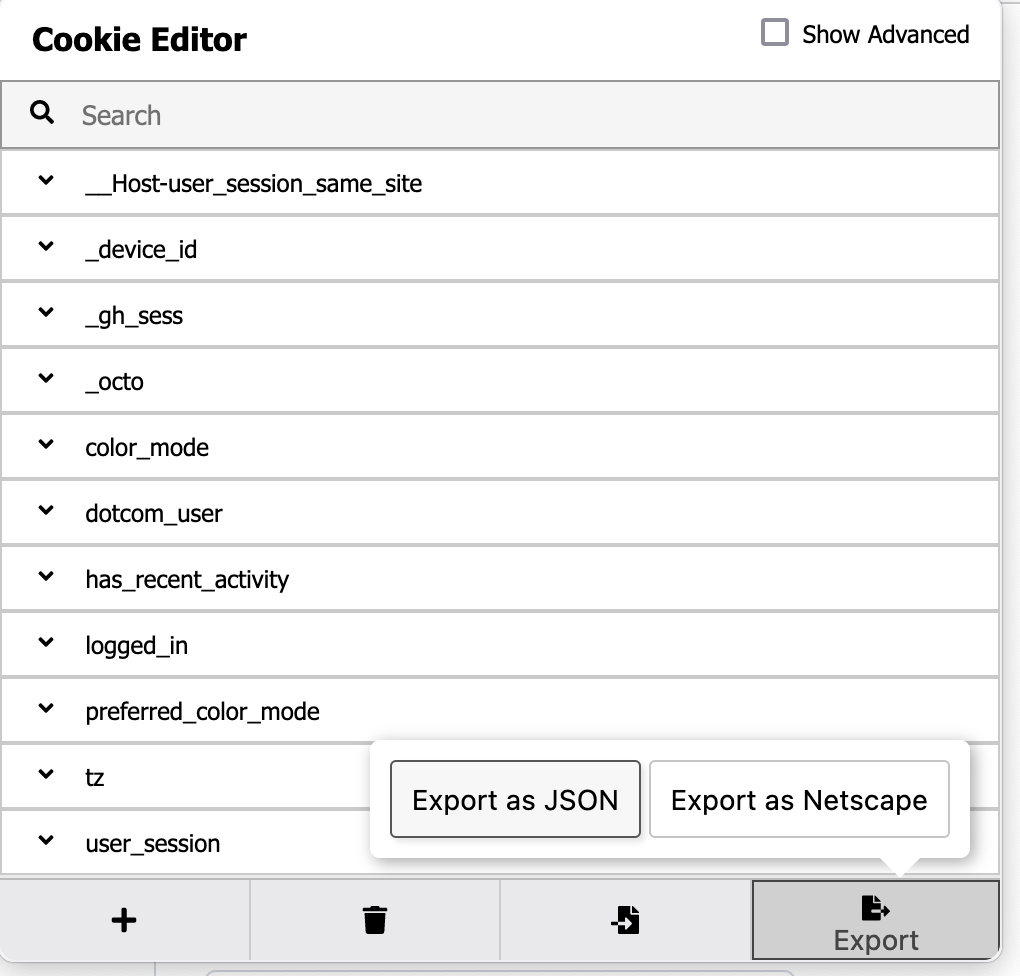 Cookie Editor
Show Advanced
Search
__Host-user_session_same_site
_device_id
_gh_sess
_octo
color_mode
dotcom_user
has_recent_activity
logged_in
preferred_color_mode
tz
Export as JSON
Export as Netscape
user_session
Export